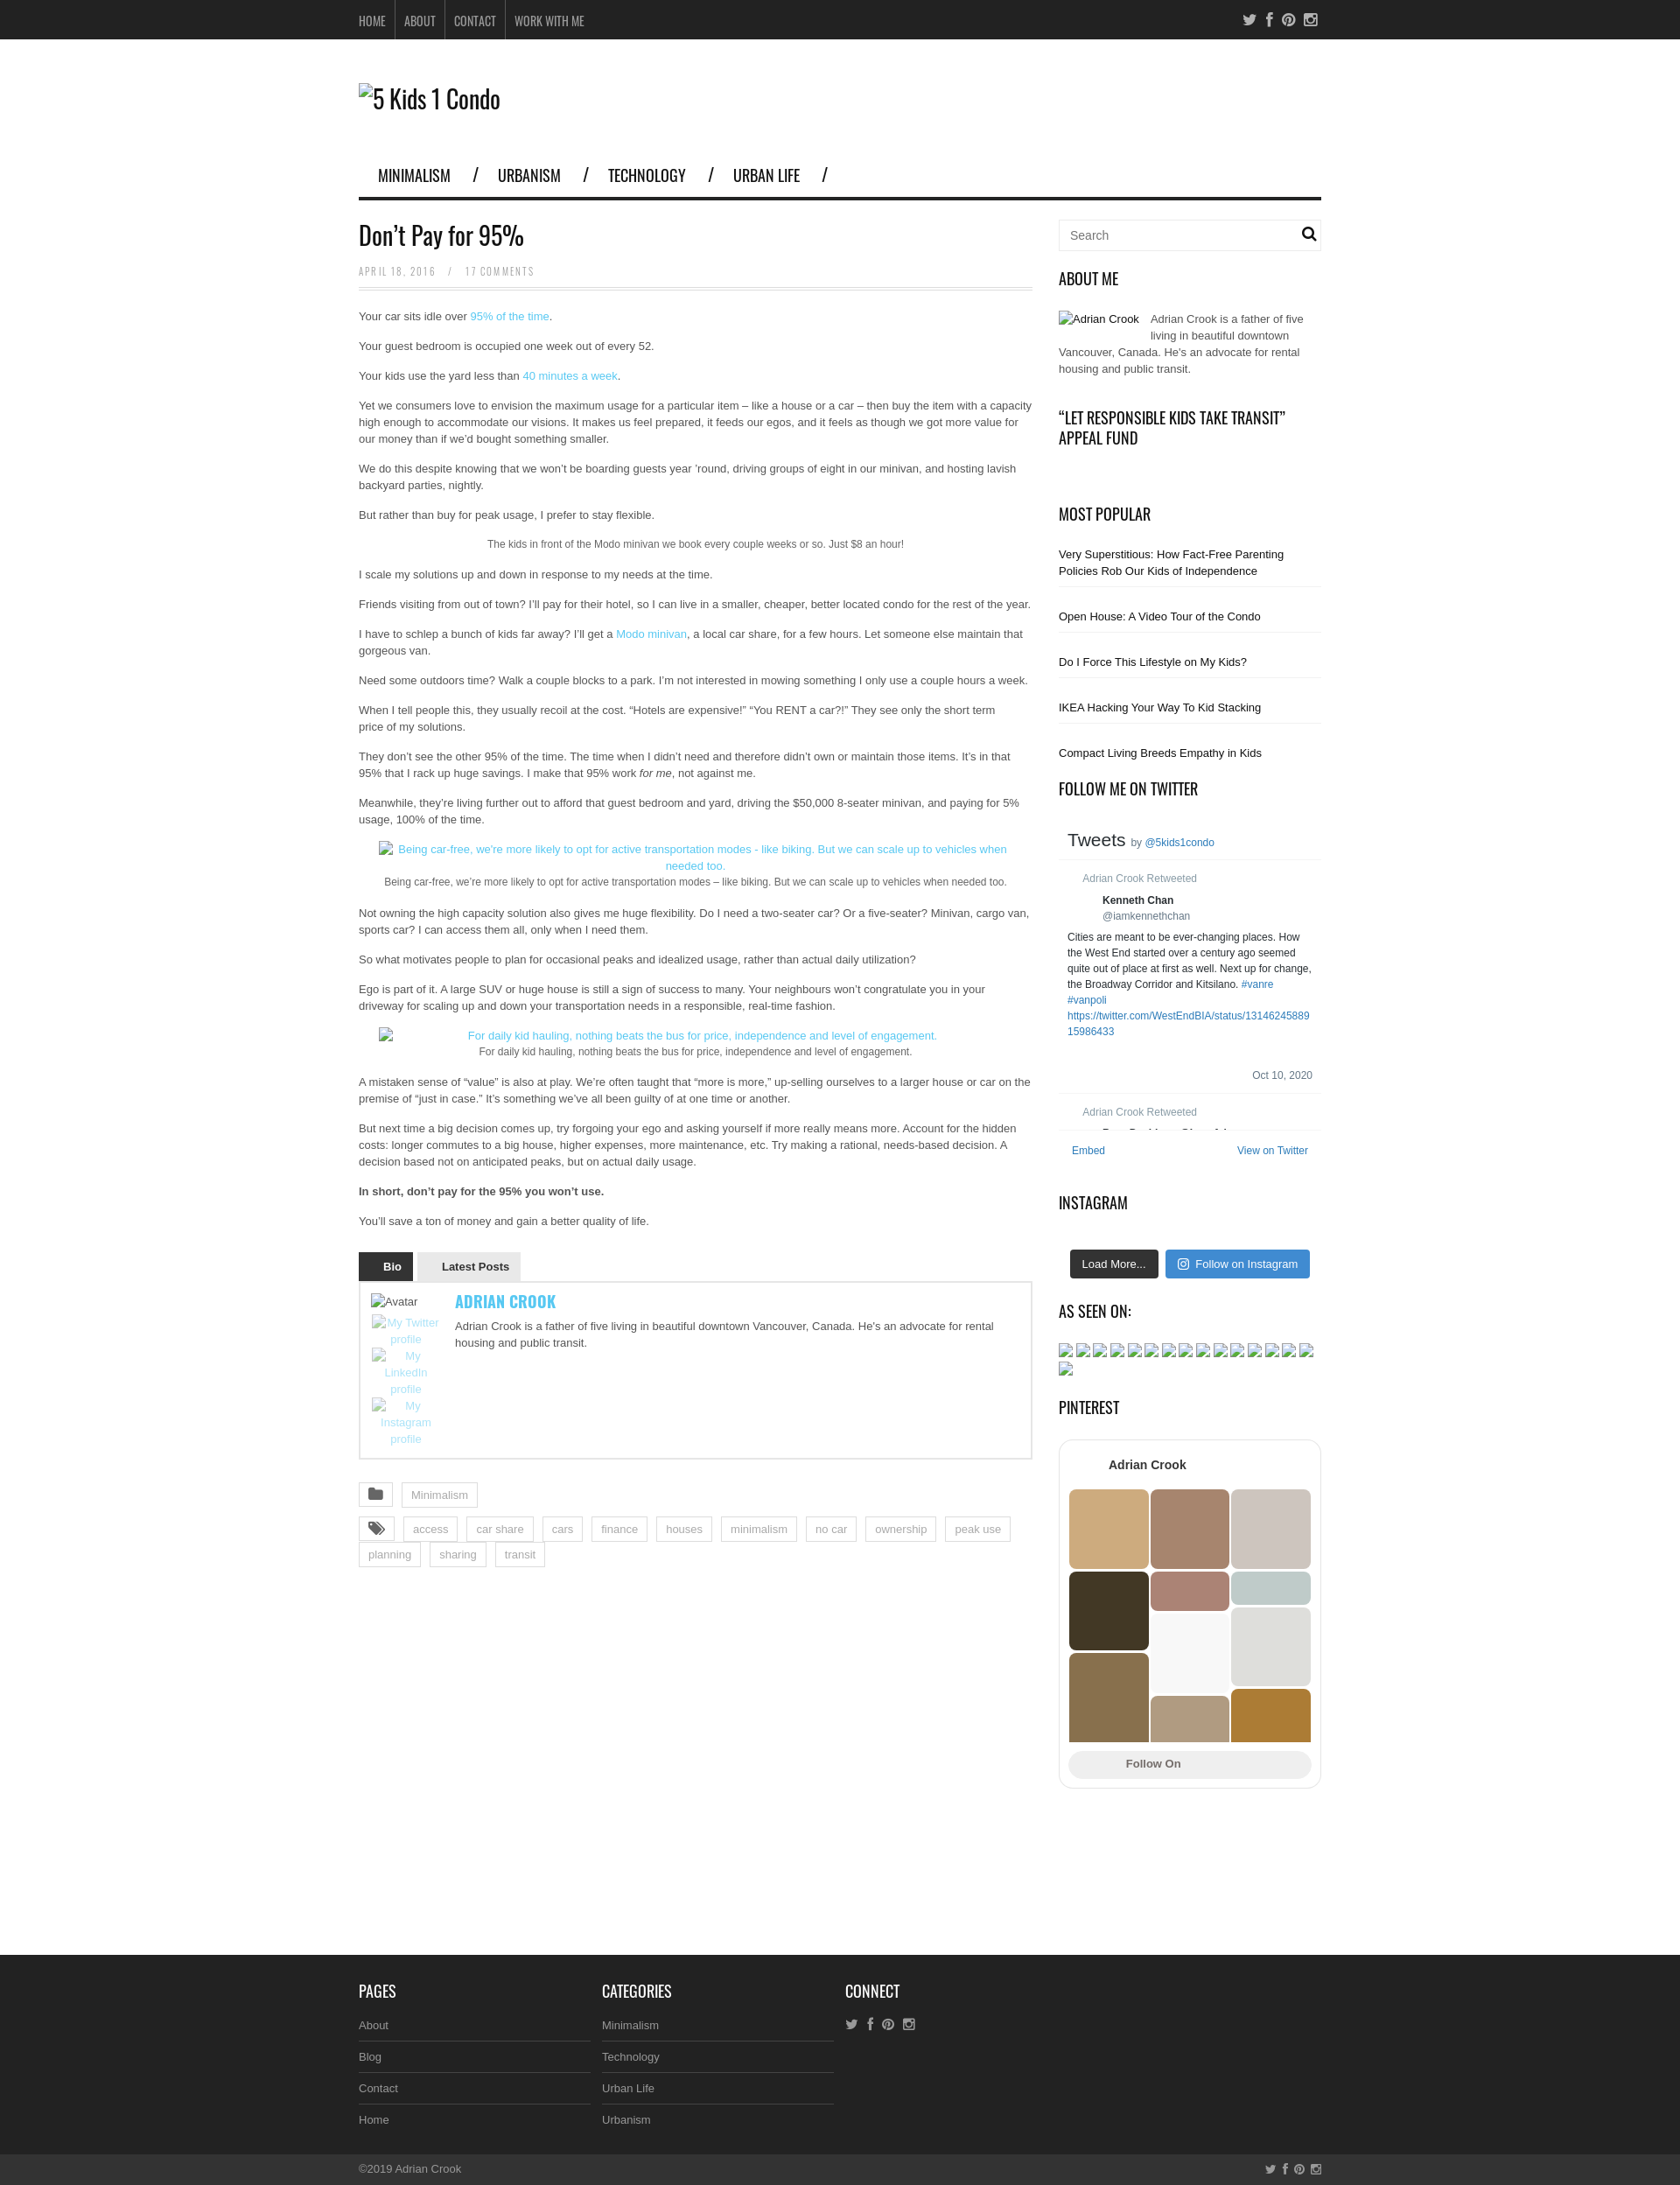 HOME
ABOUT
CONTACT
WORK WITH ME
5 Kids 1 Condo
MINIMALISM / URBANISM / TECHNOLOGY / URBAN LIFE /
Don’t Pay for 95%
APRIL 18, 2016 / 17 COMMENTS
Your car sits idle over 95% of the time.
Your guest bedroom is occupied one week out of every 52.
Your kids use the yard less than 40 minutes a week.
Yet we consumers love to envision the maximum usage for a particular item – like a house or a car – then buy the item with a capacity
high enough to accommodate our visions. It makes us feel prepared, it feeds our egos, and it feels as though we got more value for
our money than if we’d bought something smaller.
We do this despite knowing that we won’t be boarding guests year ’round, driving groups of eight in our minivan, and hosting lavish
backyard parties, nightly.
But rather than buy for peak usage, I prefer to stay flexible.
The kids in front of the Modo minivan we book every couple weeks or so. Just $8 an hour!
I scale my solutions up and down in response to my needs at the time.
Friends visiting from out of town? I’ll pay for their hotel, so I can live in a smaller, cheaper, better located condo for the rest of the year.
I have to schlep a bunch of kids far away? I’ll get a Modo minivan, a local car share, for a few hours. Let someone else maintain that
gorgeous van.
Need some outdoors time? Walk a couple blocks to a park. I’m not interested in mowing something I only use a couple hours a week.
When I tell people this, they usually recoil at the cost. “Hotels are expensive!” “You RENT a car?!” They see only the short term
price of my solutions.
They don’t see the other 95% of the time. The time when I didn’t need and therefore didn’t own or maintain those items. It’s in that
95% that I rack up huge savings. I make that 95% work for me, not against me.
Meanwhile, they’re living further out to afford that guest bedroom and yard, driving the $50,000 8-seater minivan, and paying for 5%
usage, 100% of the time.
Being car-free, we're more likely to opt for active transportation modes - like biking. But we can scale up to vehicles when
needed too.
Being car-free, we’re more likely to opt for active transportation modes – like biking. But we can scale up to vehicles when needed too.
Not owning the high capacity solution also gives me huge flexibility. Do I need a two-seater car? Or a five-seater? Minivan, cargo van,
sports car? I can access them all, only when I need them.
So what motivates people to plan for occasional peaks and idealized usage, rather than actual daily utilization?
Ego is part of it. A large SUV or huge house is still a sign of success to many. Your neighbours won’t congratulate you in your
driveway for scaling up and down your transportation needs in a responsible, real-time fashion.
For daily kid hauling, nothing beats the bus for price, independence and level of engagement.
For daily kid hauling, nothing beats the bus for price, independence and level of engagement.
A mistaken sense of “value” is also at play. We’re often taught that “more is more,” up-selling ourselves to a larger house or car on the
premise of “just in case.” It’s something we’ve all been guilty of at one time or another.
But next time a big decision comes up, try forgoing your ego and asking yourself if more really means more. Account for the hidden
costs: longer commutes to a big house, higher expenses, more maintenance, etc. Try making a rational, needs-based decision. A
decision based not on anticipated peaks, but on actual daily usage.
In short, don’t pay for the 95% you won’t use.
You’ll save a ton of money and gain a better quality of life.
Bio
Latest Posts
Avatar
My Twitter
profile
My
LinkedIn
profile
My
Instagram
profile
ADRIAN CROOK
Adrian Crook is a father of five living in beautiful downtown Vancouver, Canada. He's an advocate for rental
housing and public transit.
Minimalism
access car share cars finance houses minimalism no car ownership peak use
planning sharing transit
Search
ABOUT ME
Adrian Crook
Adrian Crook is a father of five
living in beautiful downtown
Vancouver, Canada. He's an advocate for rental
housing and public transit.
“LET RESPONSIBLE KIDS TAKE TRANSIT”
APPEAL FUND
MOST POPULAR
Very Superstitious: How Fact-Free Parenting
Policies Rob Our Kids of Independence
Open House: A Video Tour of the Condo
Do I Force This Lifestyle on My Kids?
IKEA Hacking Your Way To Kid Stacking
Compact Living Breeds Empathy in Kids
FOLLOW ME ON TWITTER
Tweets by @5kids1condo
Adrian Crook Retweeted
Kenneth Chan
@iamkennethchan
Cities are meant to be ever-changing places. How
the West End started over a century ago seemed
quite out of place at first as well. Next up for change,
the Broadway Corridor and Kitsilano. #vanre
#vanpoli
https://twitter.com/WestEndBIA/status/13146245889
15986433
Oct 10, 2020
Adrian Crook Retweeted
Embed
View on Twitter
INSTAGRAM
Load More...
Follow on Instagram
AS SEEN ON:
PINTEREST
Adrian Crook
Follow On
PAGES
About
Blog
Contact
Home
CATEGORIES
Minimalism
Technology
Urban Life
Urbanism
CONNECT
©2019 Adrian Crook